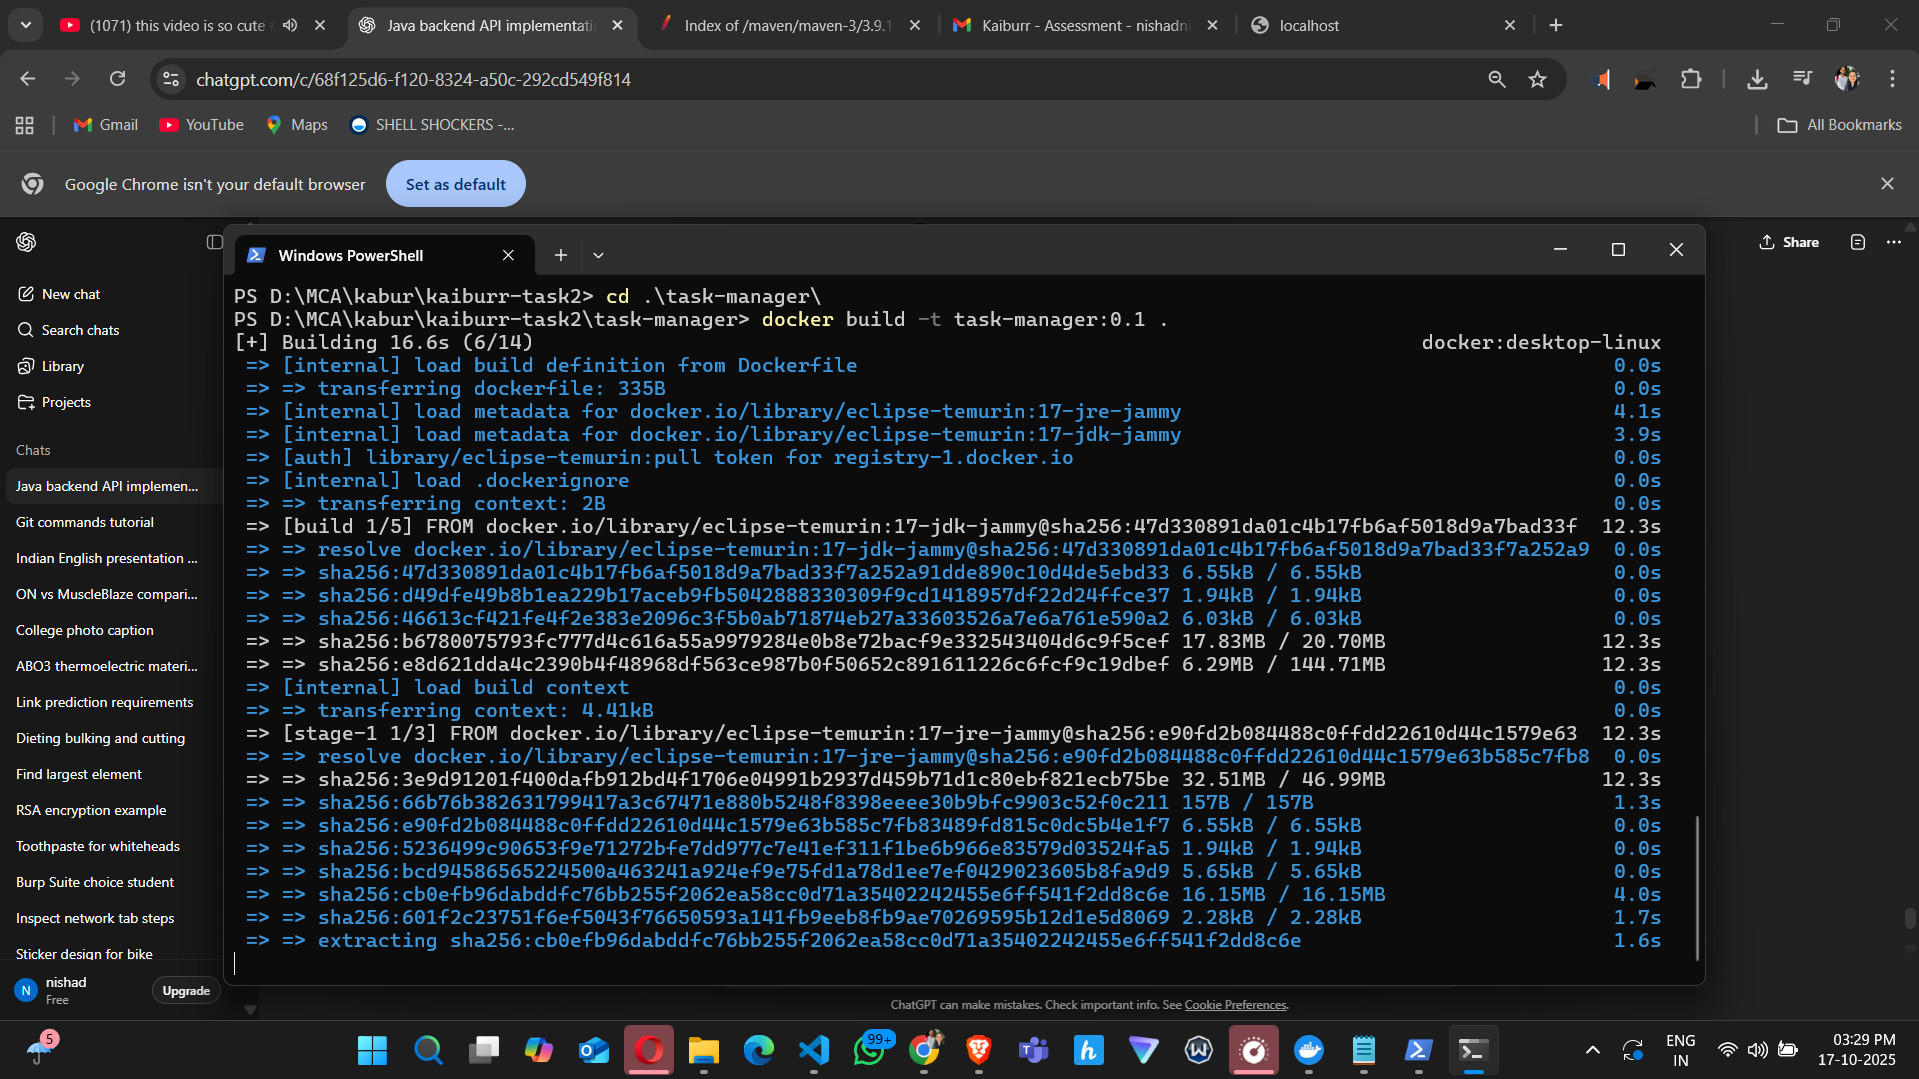 (1071) this video is so cute
Java backend API implementatio
Index of /maven/maven-3/3.9.1
Kaiburr - Assessment - nishadni
localhost
chatgpt.com/c/68f125d6-f120-8324-a50c-292cd549f814
Gmail
YouTube
Maps
SHELL SHOCKERS -...
All Bookmarks
Google Chrome isn't your default browser
Set as default
Windows PowerShell
Share
New chat
Search chats
Library
Projects
Chats
Java backend API implemen...
Git commands tutorial
Indian English presentation ...
ON vs MuscleBlaze compari...
College photo caption
ABO3 thermoelectric materi...
Link prediction requirements
Dieting bulking and cutting
Find largest element
RSA encryption example
Toothpaste for whiteheads
Burp Suite choice student
Inspect network tab steps
Sticker design for bike
N
nishad
Free
Upgrade
PS D:\MCA\kabur\kaiburr-task2> cd .\task-manager\
PS D:\MCA\kabur\kaiburr-task2\task-manager> docker build -t task-manager:0.1 .
[+] Building 16.6s (6/14) docker:desktop-linux
=> [internal] load build definition from Dockerfile 0.0s
=> => transferring dockerfile: 335B 0.0s
=> [internal] load metadata for docker.io/library/eclipse-temurin:17-jre-jammy 4.1s
=> [internal] load metadata for docker.io/library/eclipse-temurin:17-jdk-jammy 3.9s
=> [auth] library/eclipse-temurin:pull token for registry-1.docker.io 0.0s
=> [internal] load .dockerignore 0.0s
=> => transferring context: 2B 0.0s
=> [build 1/5] FROM docker.io/library/eclipse-temurin:17-jdk-jammy@sha256:47d330891da01c4b17fb6af5018d9a7bad33f 12.3s
=> => resolve docker.io/library/eclipse-temurin:17-jdk-jammy@sha256:47d330891da01c4b17fb6af5018d9a7bad33f7a252a9 0.0s
=> => sha256:47d330891da01c4b17fb6af5018d9a7bad33f7a252a91dde890c10d4de5ebd33 6.55kB / 6.55kB 0.0s
=> => sha256:d49dfe49b8b1ea229b17aceb9fb5042888330309f9cd1418957df22d24ffce37 1.94kB / 1.94kB 0.0s
=> => sha256:46613cf421fe4f2e383e2096c3f5b0ab71874eb27a33603526a7e6a761e590a2 6.03kB / 6.03kB 0.0s
=> => sha256:b6780075793fc777d4c616a55a9979284e0b8e72bacf9e332543404d6c9f5cef 17.83MB / 20.70MB 12.3s
=> => sha256:e8d621dda4c2390b4f48968df563ce987b0f50652c891611226c6fcf9c19dbef 6.29MB / 144.71MB 12.3s
=> [internal] load build context 0.0s
=> => transferring context: 4.41kB 0.0s
=> [stage-1 1/3] FROM docker.io/library/eclipse-temurin:17-jre-jammy@sha256:e90fd2b084488c0ffdd22610d44c1579e63 12.3s
=> => resolve docker.io/library/eclipse-temurin:17-jre-jammy@sha256:e90fd2b084488c0ffdd22610d44c1579e63b585c7fb8 0.0s
=> => sha256:3e9d91201f400dafb912bd4f1706e04991b2937d459b71d1c80ebf821ecb75be 32.51MB / 46.99MB 12.3s
=> => sha256:66b76b382631799417a3c67471e880b5248f8398eeee30b9bfc9903c52f0c211 157B / 157B 1.3s
=> => sha256:e90fd2b084488c0ffdd22610d44c1579e63b585c7fb83489fd815c0dc5b4e1f7 6.55kB / 6.55kB 0.0s
=> => sha256:5236499c90653f9e71272bfe7dd977c7e41ef311f1be6b966e83579d03524fa5 1.94kB / 1.94kB 0.0s
=> => sha256:bcd94586565224500a463241a924ef9e75fd1a78d1ee7ef0429023605b8fa9d9 5.65kB / 5.65kB 0.0s
=> => sha256:cb0efb96dabddfc76bb255f2062ea58cc0d71a35402242455e6ff541f2dd8c6e 16.15MB / 16.15MB 4.0s
=> => sha256:601f2c23751f6ef5043f76650593a141fb9eeb8fb9ae70269595b12d1e5d8069 2.28kB / 2.28kB 1.7s
=> => extracting sha256:cb0efb96dabddfc76bb255f2062ea58cc0d71a35402242455e6ff541f2dd8c6e 1.6s
ChatGPT can make mistakes. Check important info. See Cookie Preferences.
5
99+
ENG
IN
03:29 PM
17-10-2025